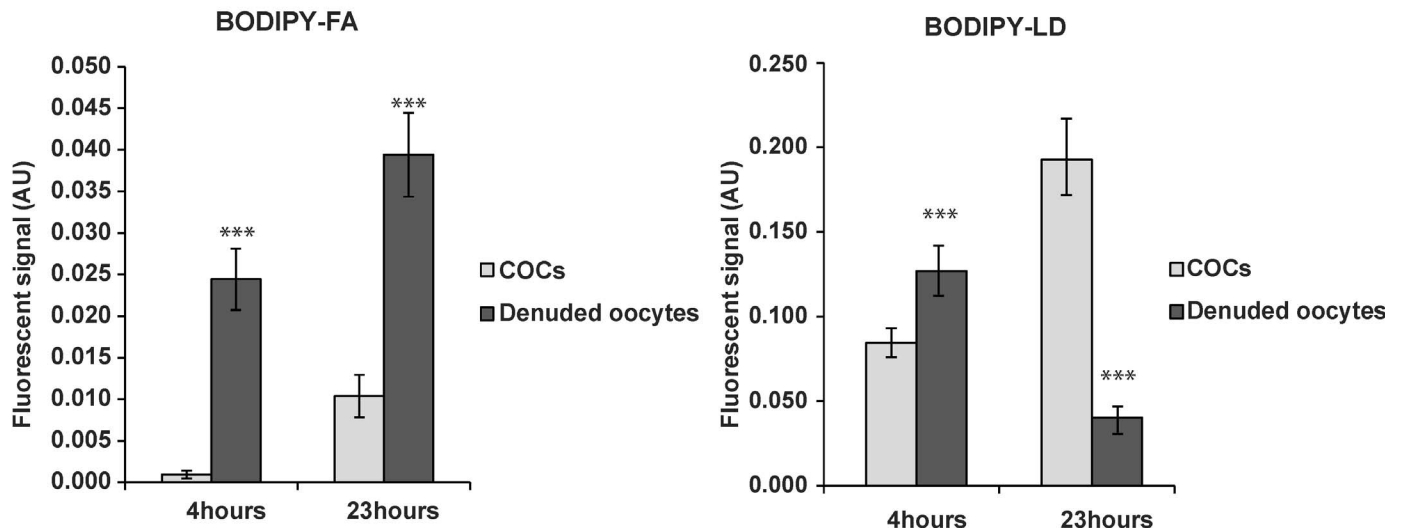 BODIPY-FA
Fluorescent signal (AU)
0.050
0.045
0.040
0.035
0.030
0.025
0.020
0.015
0.010
0.005
0.000
***
***
4hours
23hours
COCs
Denuded oocytes
BODIPY-LD
Fluorescent signal (AU)
0.250
0.200
0.150
0.100
0.050
0.000
***
***
4hours
23hours
COCs
Denuded oocytes